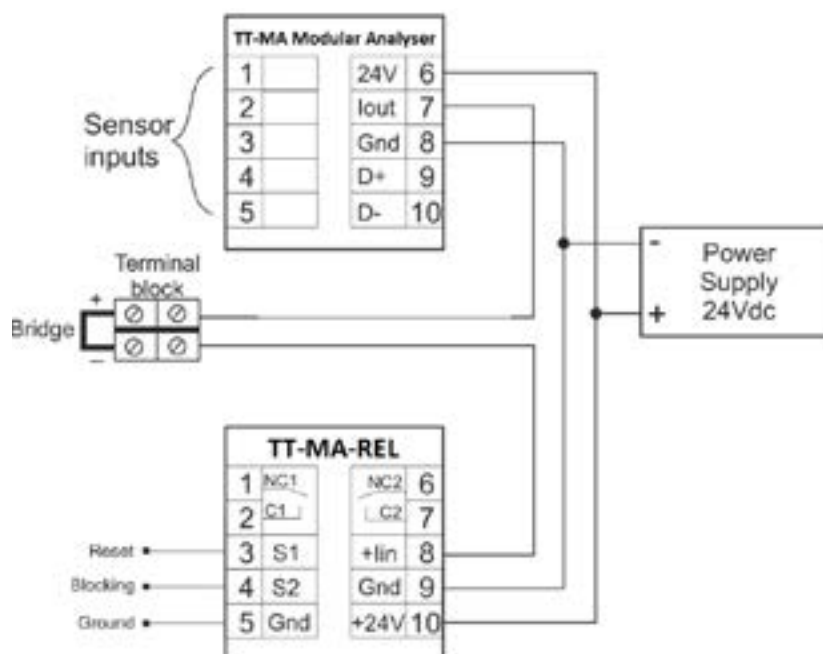 TT-MA Modular Analyser
Sensor
inputs
1 24V 6
2 Iout 7
3 Gnd 8
4 D+ 9
5 D- 10
Power
Supply
24Vdc
-
+
Terminal
block
Bridge
+
–
TT-MA-REL
1 NC1 NC2 6
2 C1 C2 7
Reset 3 S1 +Iin 8
Blocking 4 S2 Gnd 9
Ground 5 Gnd +24V 10